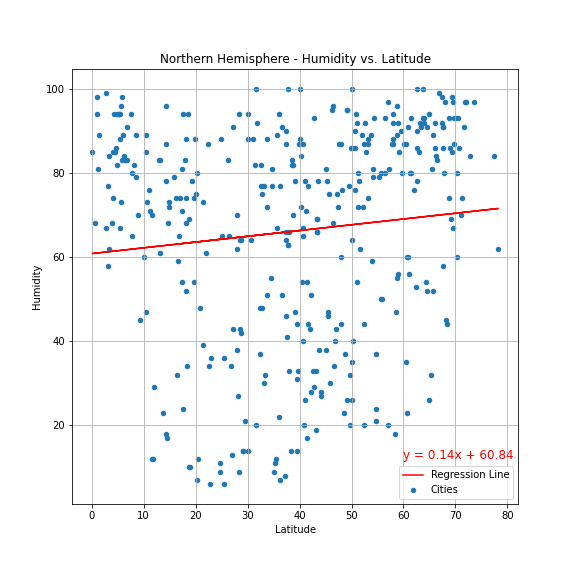 Northern Hemisphere - Humidity vs. Latitude
100
80
60
40
20
Humidity
y = 0.14x + 60.84
Regression Line
Cities
0 10 20 30 40 50 60 70 80
Latitude